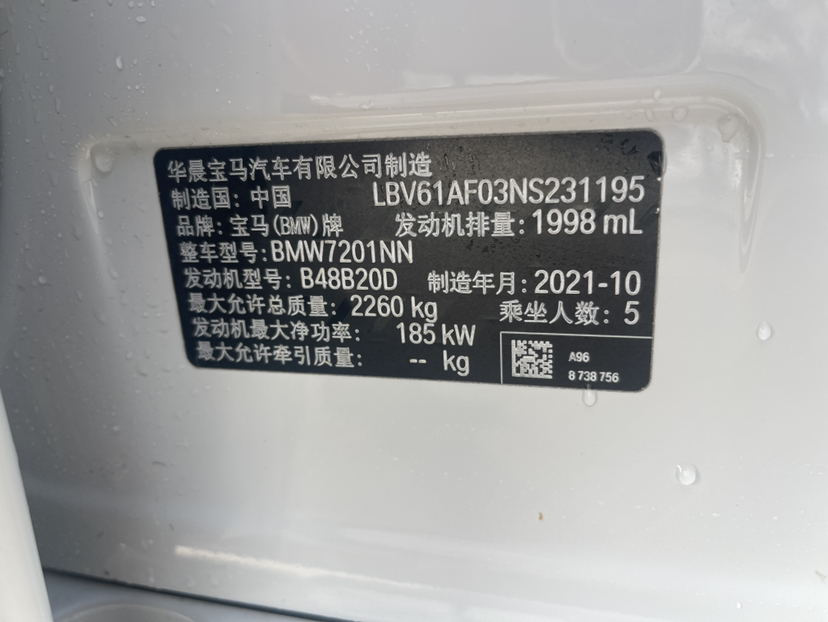 华晨宝马汽车有限公司制造
制造国: 中国 LBV61AF03NS231195
品牌: 宝马(BMW)牌 发动机排量: 1998 mL
整车型号: BMW7201NN
发动机型号: B48B20D 制造年月: 2021-10
最大允许总质量: 2260 kg 乘坐人数: 5
发动机最大净功率: 185 kW
最大允许牵引质量: -- kg
A96
8 738 756